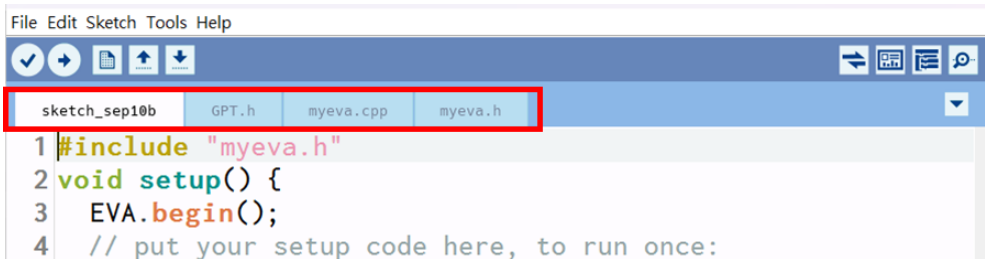 File Edit Sketch Tools Help
sketch_sep10b GPT.h myeva.cpp myeva.h
1 #include "myeva.h"
2 void setup() {
3 EVA.begin();
4 // put your setup code here, to run once: